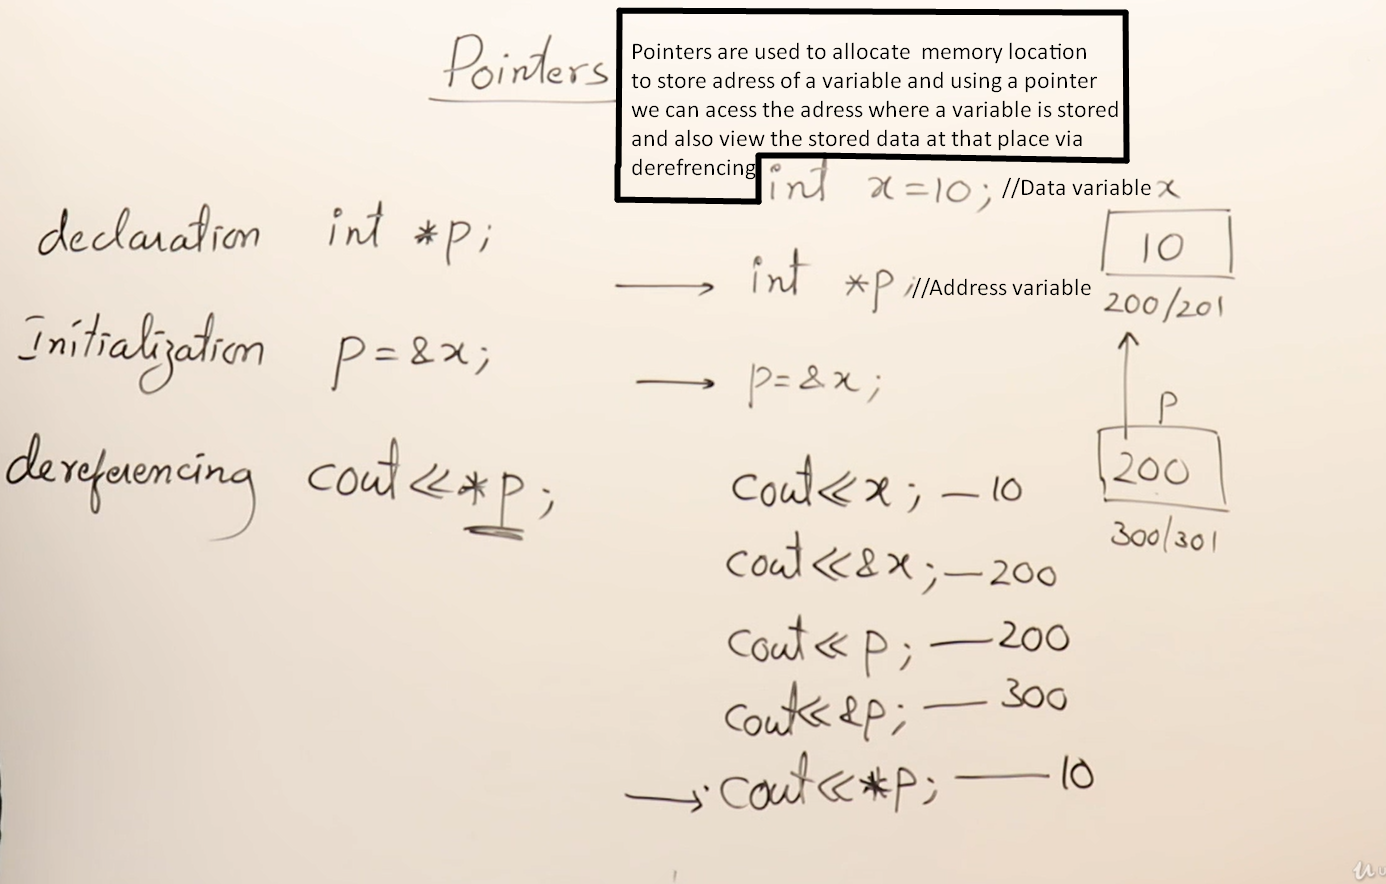 Pointers
Pointers are used to allocate memory location
to store adress of a variable and using a pointer
we can acess the adress where a variable is stored
and also view the stored data at that place via
derefrencing
int x=10; //Data variable x
declaration int *p;
10
int *p; //Address variable
200/201
Initialization p=&x;
p=&x;
p
200
300/301
dereferencing cout<<*p;
cout<<x; — 10
cout<<&x; — 200
cout<<p; — 200
cout<<&p; — 300
cout<<*p; — 10